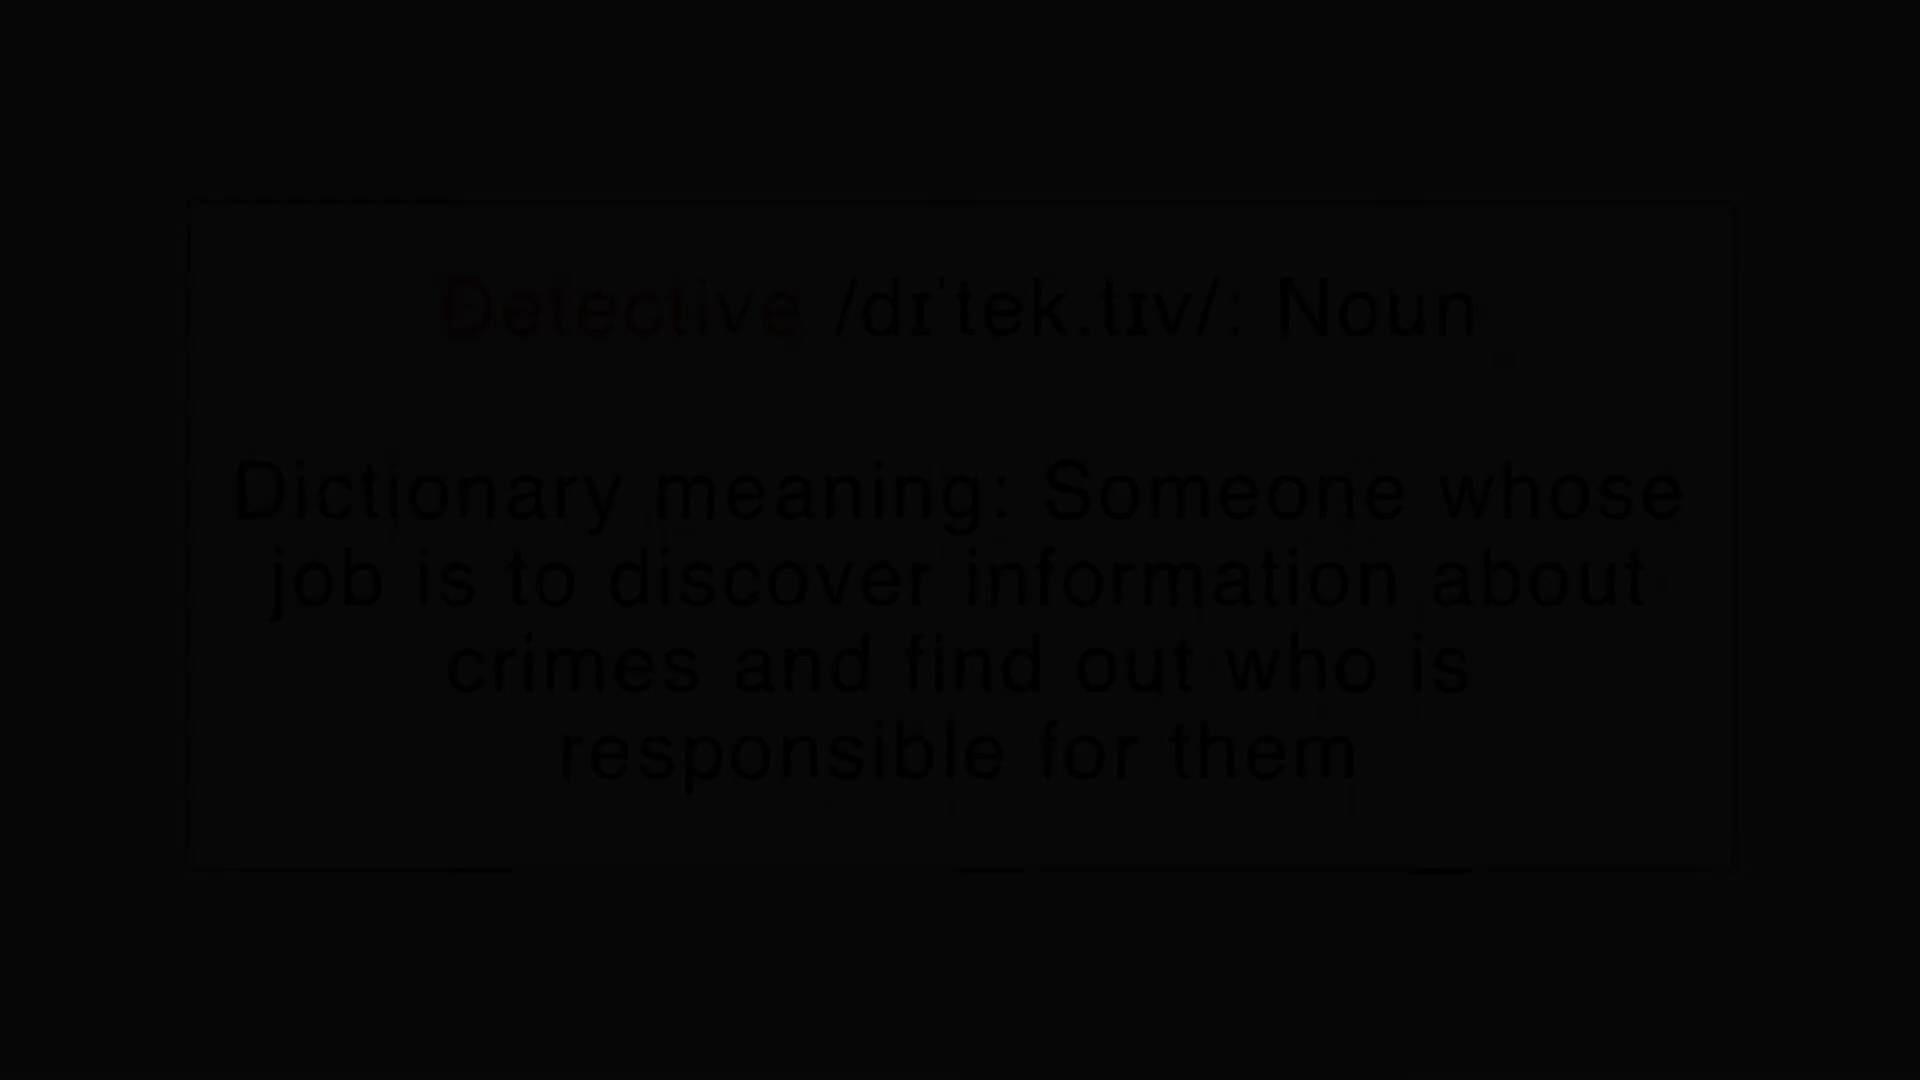 Detective /dɪˈtek.tɪv/: Noun
Dictionary meaning: Someone whose
job is to discover information about
crimes and find out who is
responsible for them